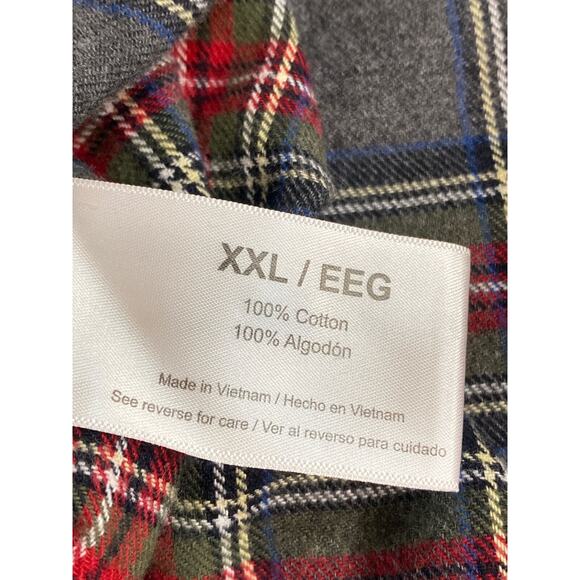 XXL / EEG
100% Cotton
100% Algodón
Made in Vietnam / Hecho en Vietnam
See reverse for care / Ver al reverso para cuidado